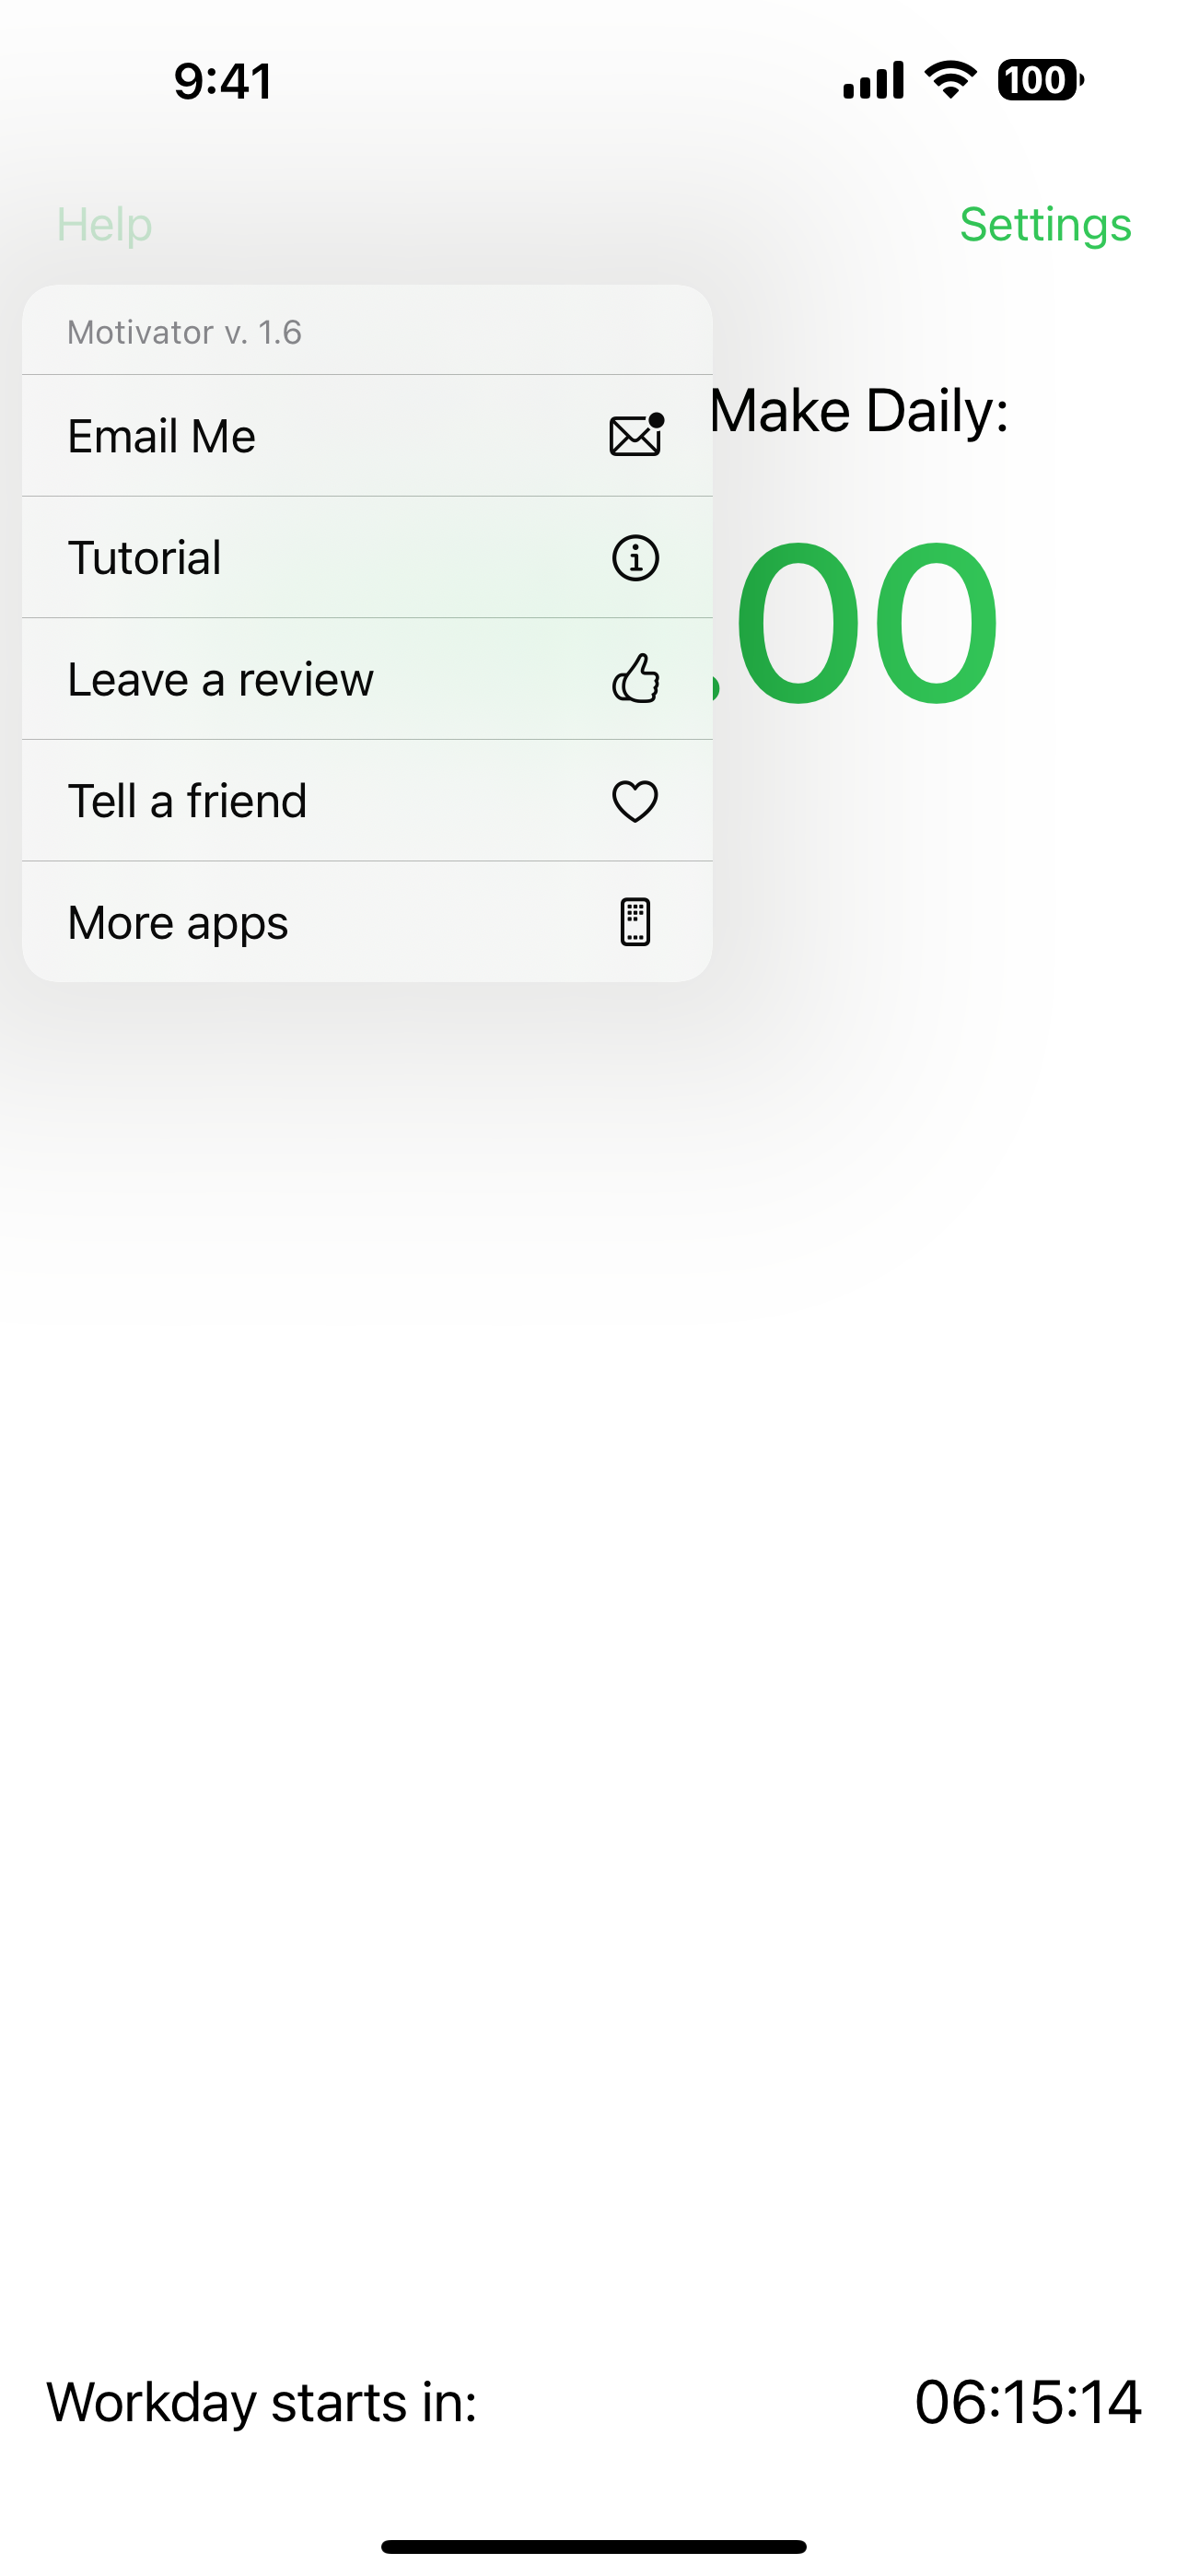 9:41
100
Help
Settings
Motivator v. 1.6
Make Daily:
Email Me
Tutorial
.00
Leave a review
Tell a friend
More apps
Workday starts in:
06:15:14